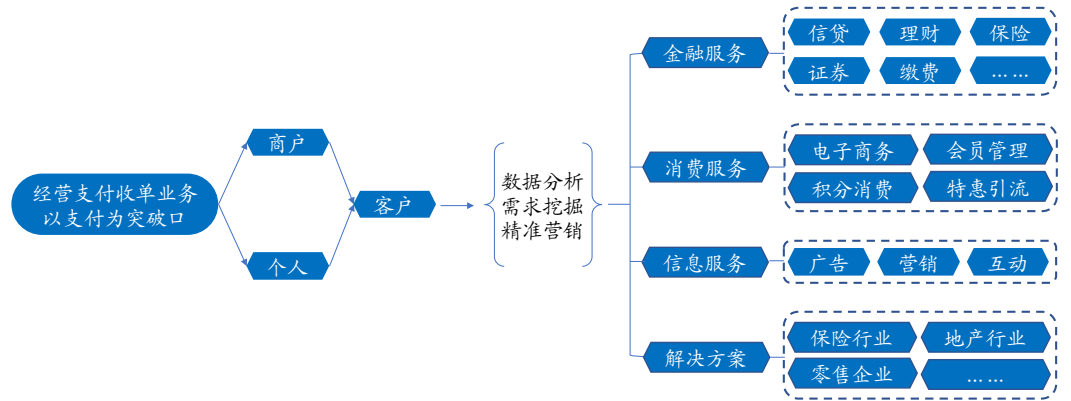 经营支付收单业务
以支付为突破口
商户
个人
客户
数据分析
需求挖掘
精准营销
金融服务
信贷
理财
保险
证券
缴费
……
消费服务
电子商务
会员管理
积分消费
特惠引流
信息服务
广告
营销
互动
解决方案
保险行业
地产行业
零售企业
……